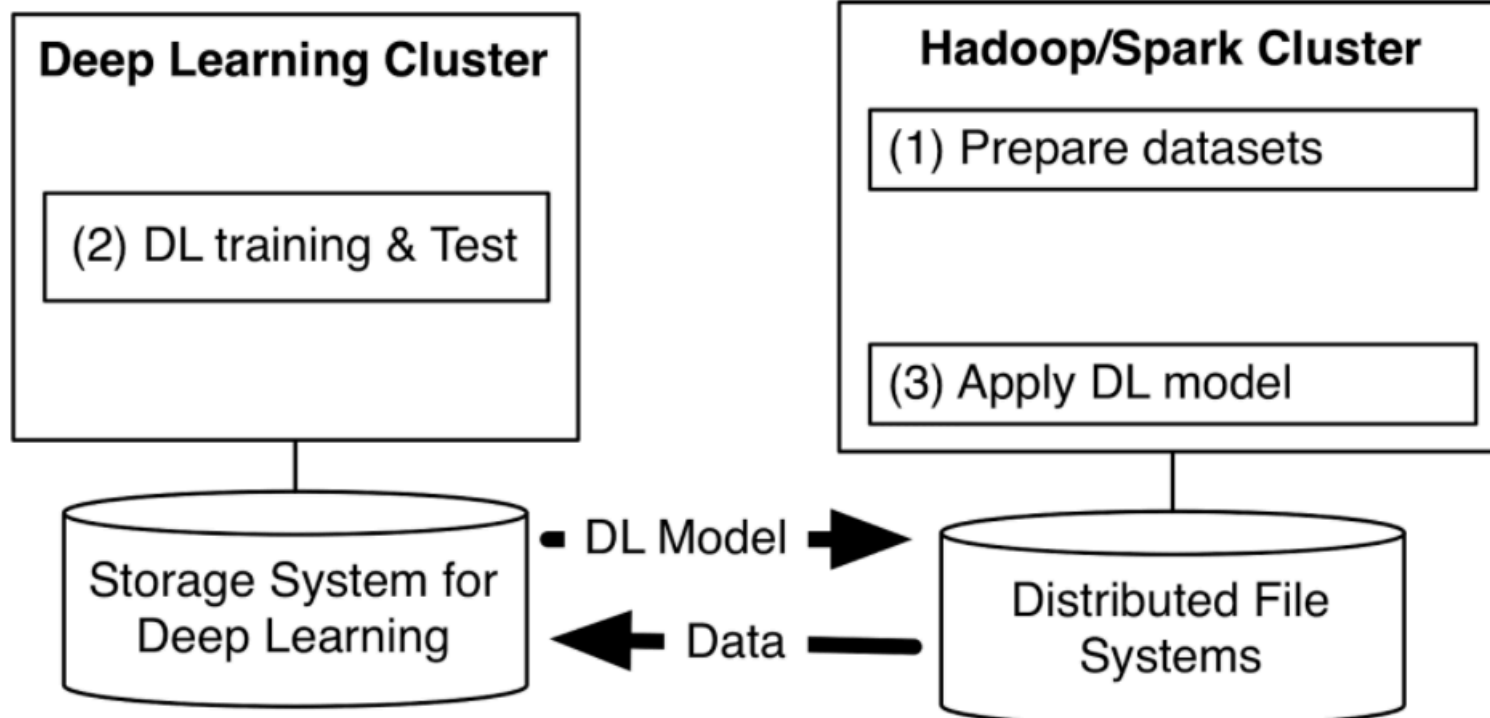 Deep Learning Cluster
(2) DL training & Test
Storage System for
Deep Learning
DL Model
Data
Hadoop/Spark Cluster
(1) Prepare datasets
(3) Apply DL model
Distributed File
Systems